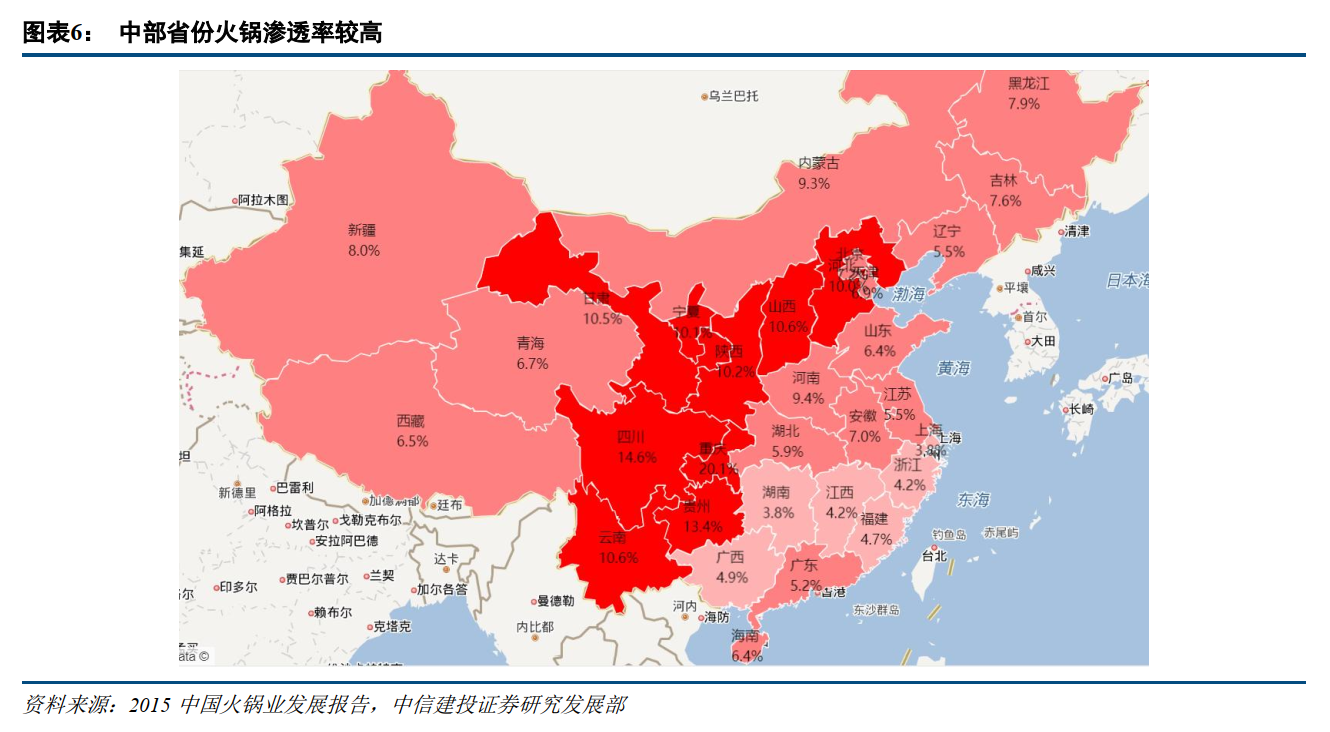 图表6： 中部省份火锅渗透率较高
黑龙江
7.9%
乌兰巴托
内蒙古
9.3%
吉林
7.6%
阿拉木图
新疆
8.0%
辽宁
5.5%
清津
集延
北京
河北
10.0%
6.9%
咸兴
平壤
渤海
日本海
甘肃
10.5%
宁夏
10.1%
山西
10.6%
首尔
大田
青海
6.7%
陕西
10.2%
山东
6.4%
黄海
广岛
长崎
河南
9.4%
江苏
5.5%
安徽
7.0%
西藏
6.5%
四川
14.6%
重庆
20.1%
湖北
5.9%
上海
3.8%
上海
浙江
4.2%
新德里
巴雷利
加德满都
廷布
阿格拉
戈勒克布尔
坎普尔
安拉阿巴德
贵州
13.4%
湖南
3.8%
江西
4.2%
福建
4.7%
东海
钓鱼岛
赤尾屿
云南
10.6%
广西
4.9%
广东
5.2%
台北
达卡
印多尔
贾巴尔普尔
兰契
加尔各答
香港
东沙群岛
赖布尔
曼德勒
河内
海防
克塔克
内比都
海南
6.4%
ata ©
资料来源：2015 中国火锅业发展报告，中信建投证券研究发展部